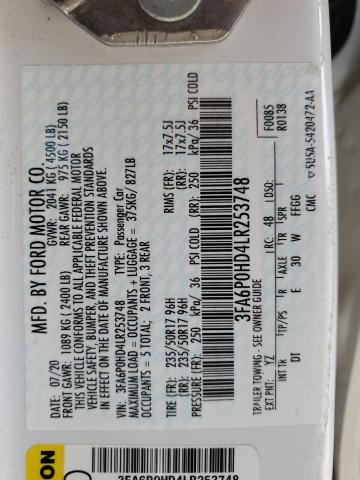 MFD. BY FORD MOTOR CO.
DATE: 07/20 GVWR: 2041 KG ( 4500 LB)
FRONT GAWR: 1089 KG ( 2400 LB) REAR GAWR: 975 KG ( 2150 LB)
THIS VEHICLE CONFORMS TO ALL APPLICABLE FEDERAL MOTOR
VEHICLE SAFETY, BUMPER, AND THEFT PREVENTION STANDARDS
IN EFFECT ON THE DATE OF MANUFACTURE SHOWN ABOVE.
VIN: 3FA6P0HD4LR253748 TYPE: Passenger Car
MAXIMUM LOAD = OCCUPANTS + LUGGAGE = 375KG/ 827LB
OCCUPANTS = 5 TOTAL; 2 FRONT, 3 REAR
TIRE (FR): 235/50R17 96H RIMS (FR): 17x7.5J
(RR): 235/50R17 96H (RR): 17x7.5J
PRESSURE (FR): 250 kPa/ 36 PSI COLD (RR): 250 kPa/ 36 PSI COLD
3FA6P0HD4LR253748
TRAILER TOWING - SEE OWNER GUIDE F0085
EXT PNT: YZ RC: 48 DSO: R0138
INT TR TP/PS R AXLE TR SPR
DT E 30 W FFGG
CMC 5U5A-5420472-AA
3FA6P0HD4LR253748